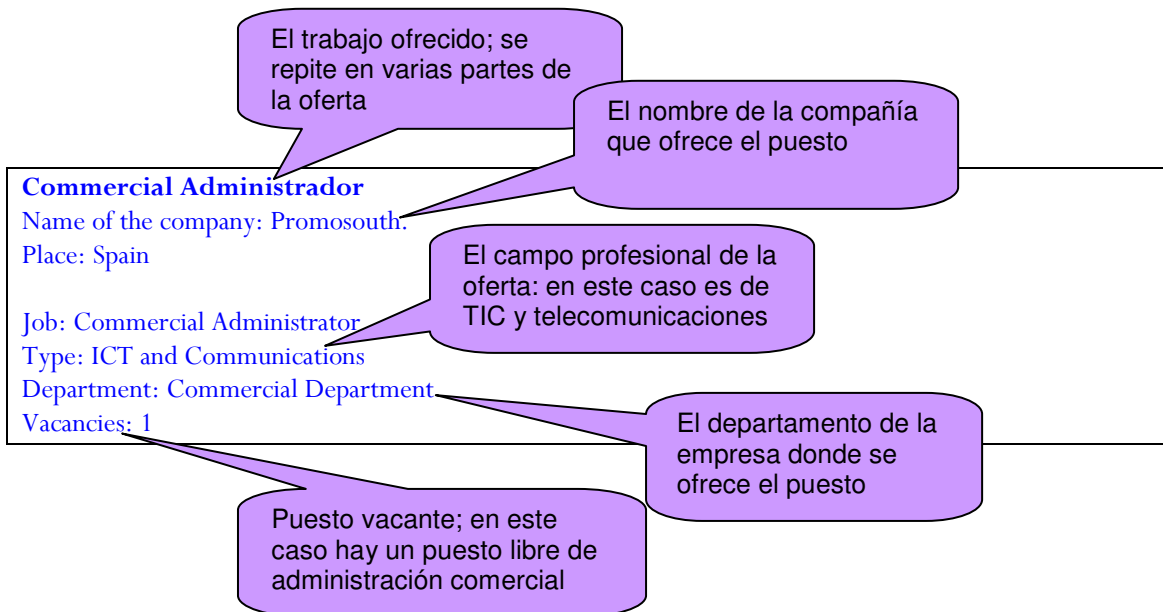 El trabajo ofrecido; se
repite en varias partes de
la oferta
El nombre de la compañía
que ofrece el puesto
Commercial Administrador
Name of the company: Promosouth.
Place: Spain
El campo profesional de la
oferta: en este caso es de
TIC y telecomunicaciones
Job: Commercial Administrator
Type: ICT and Communications
Department: Commercial Department
Vacancies: 1
El departamento de la
empresa donde se
ofrece el puesto
Puesto vacante; en este
caso hay un puesto libre de
administración comercial